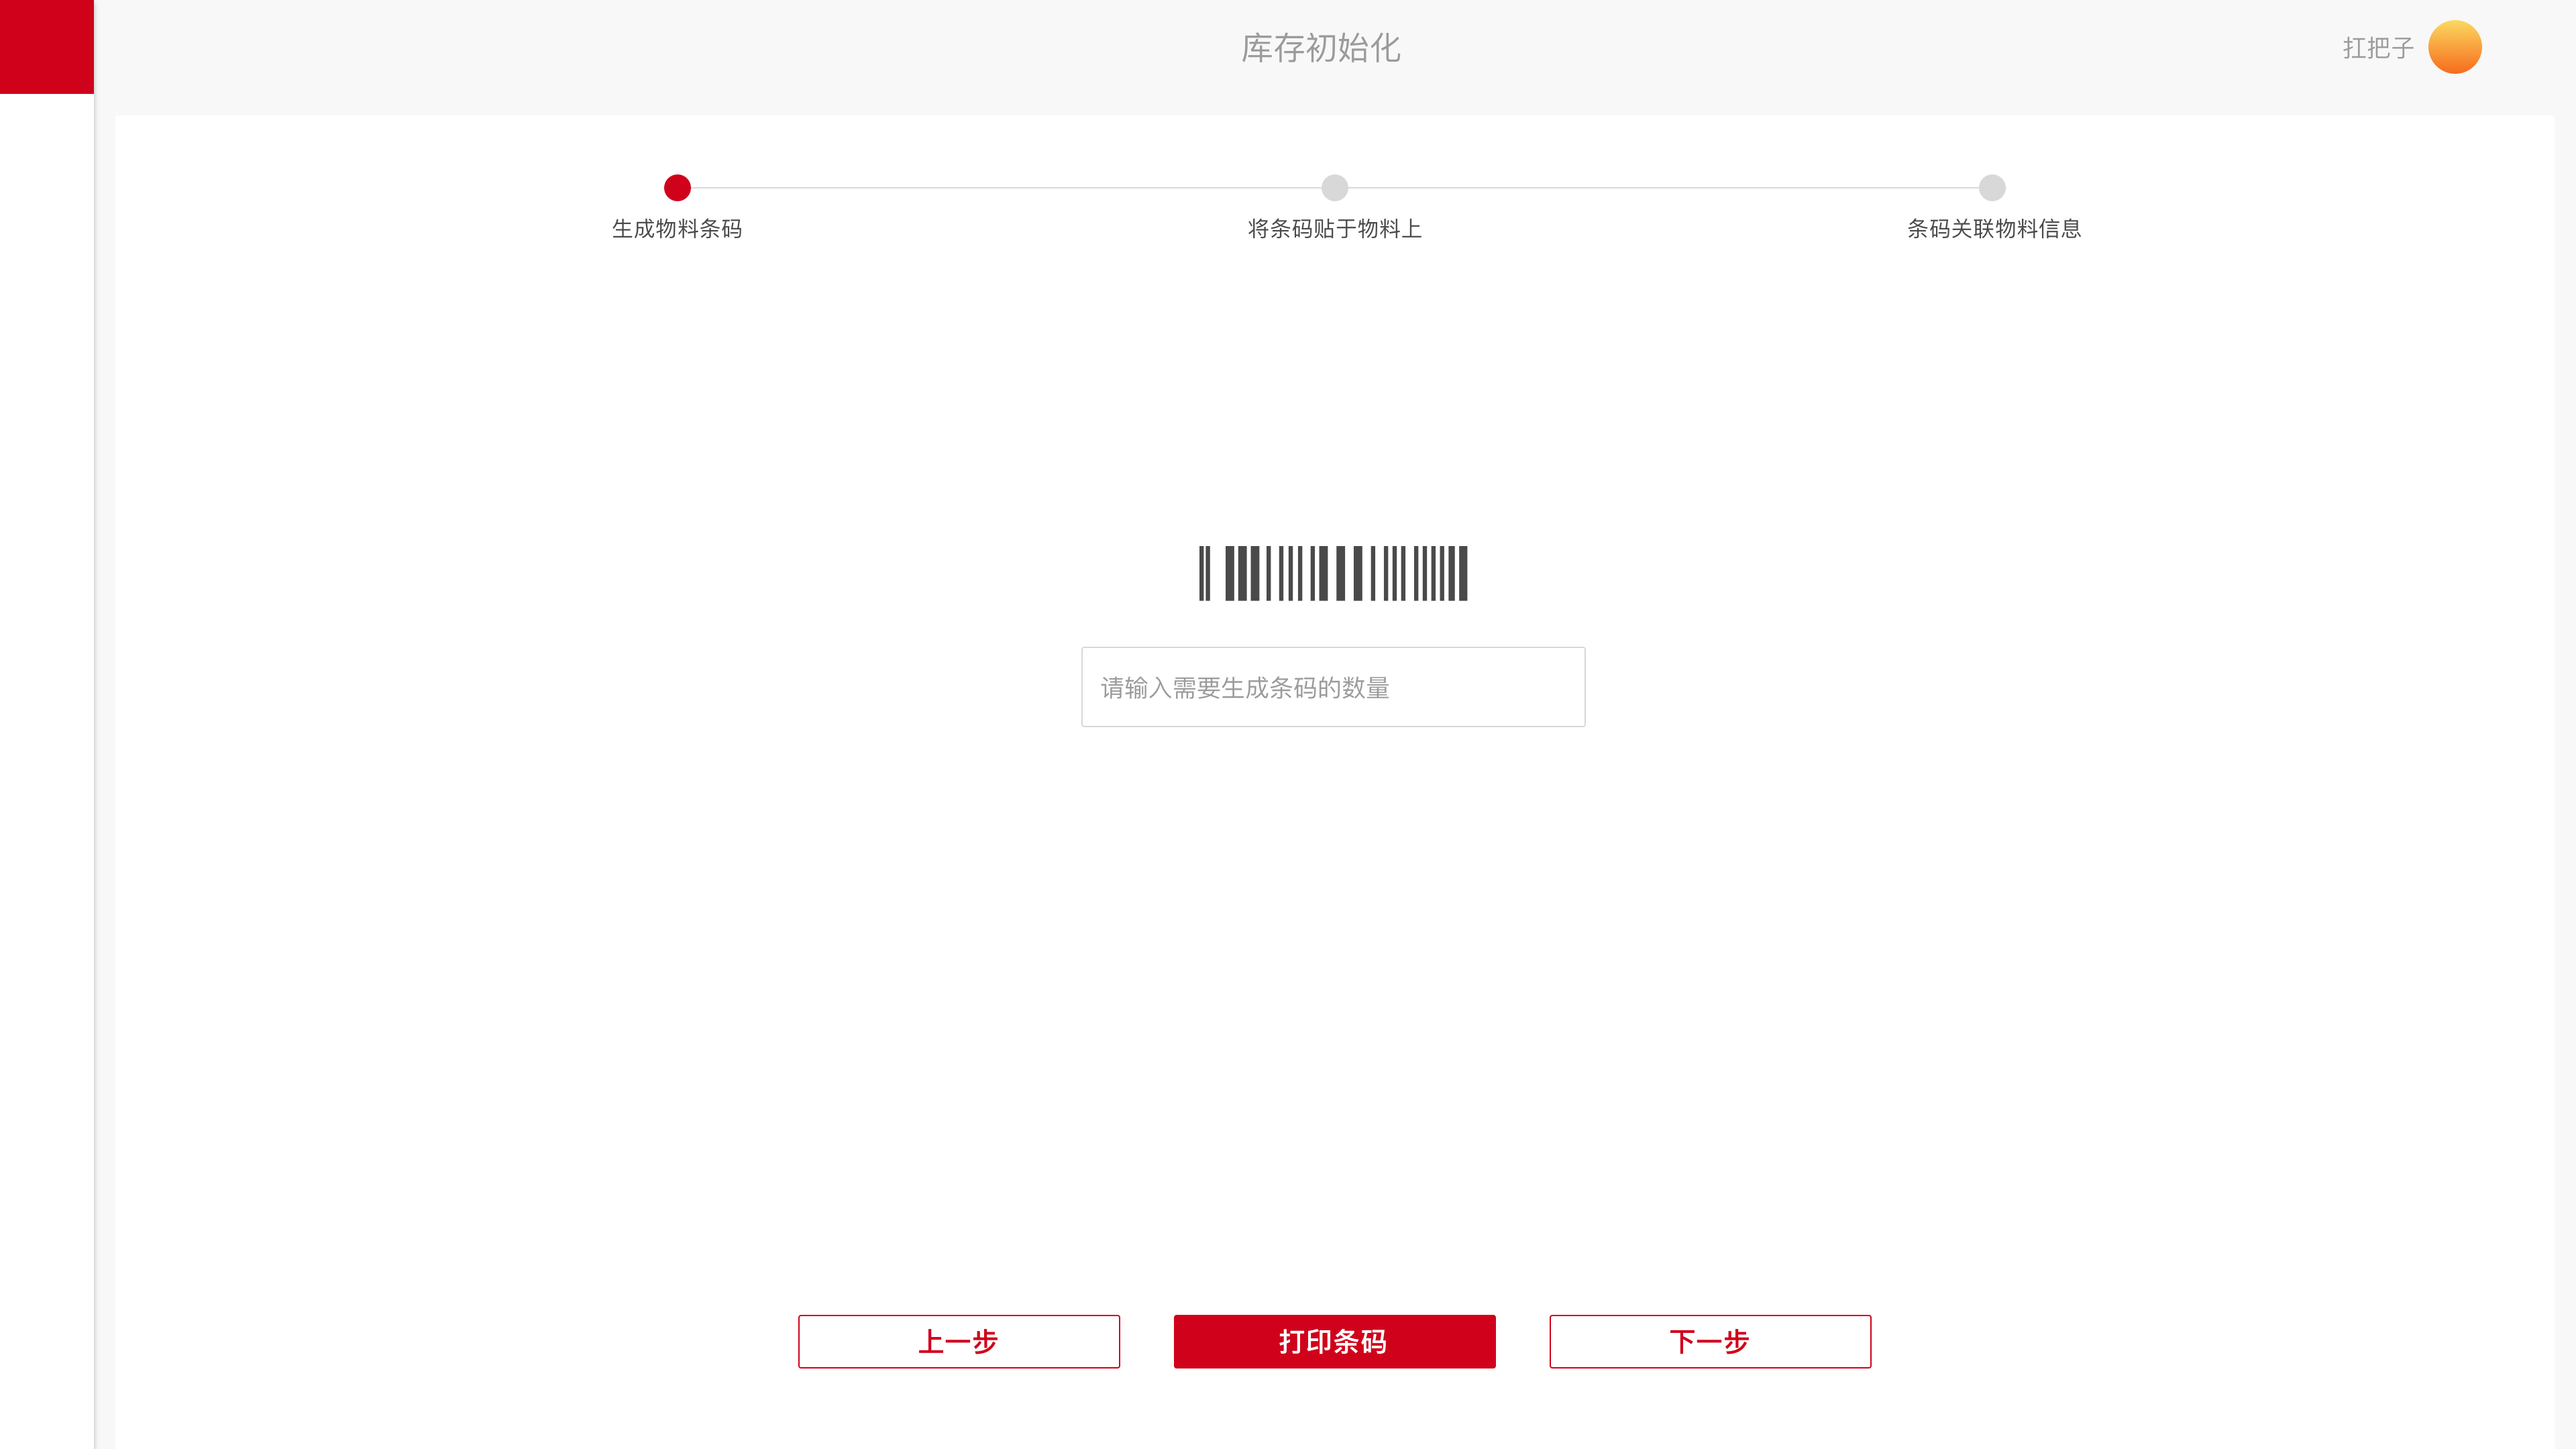 库存初始化
扛把子
生成物料条码
将条码贴于物料上
条码关联物料信息
请输入需要生成条码的数量
上一步
打印条码
下一步